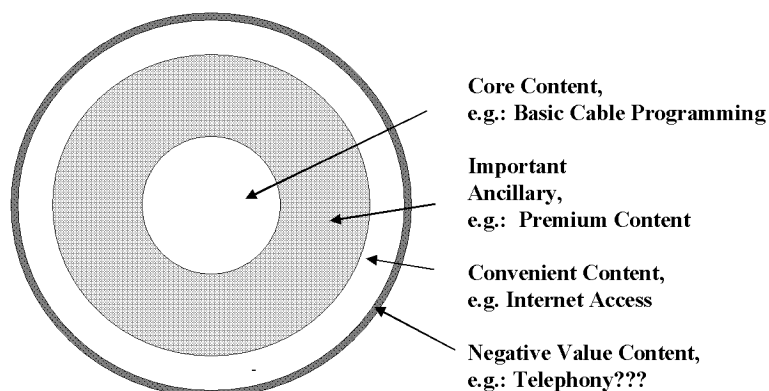 Core Content,
e.g.: Basic Cable Programming
Important
Ancillary,
e.g.: Premium Content
Convenient Content,
e.g. Internet Access
Negative Value Content,
e.g.: Telephony???